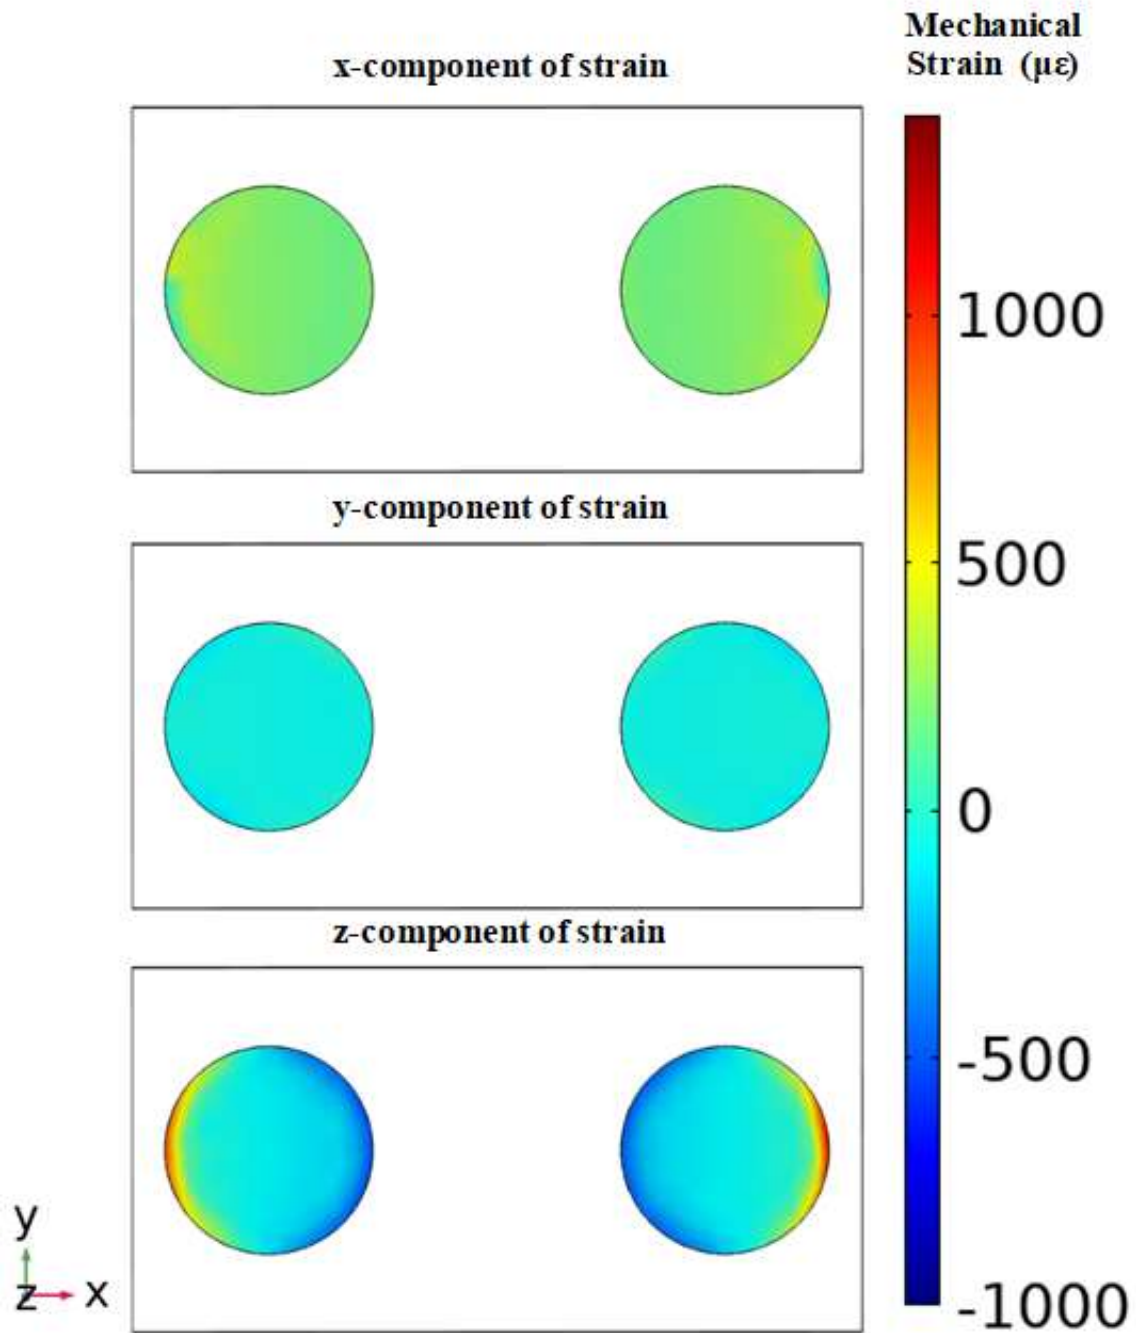 Mechanical
Strain (με)
x-component of strain
1000
y-component of strain
500
0
z-component of strain
-500
y
z x
-1000